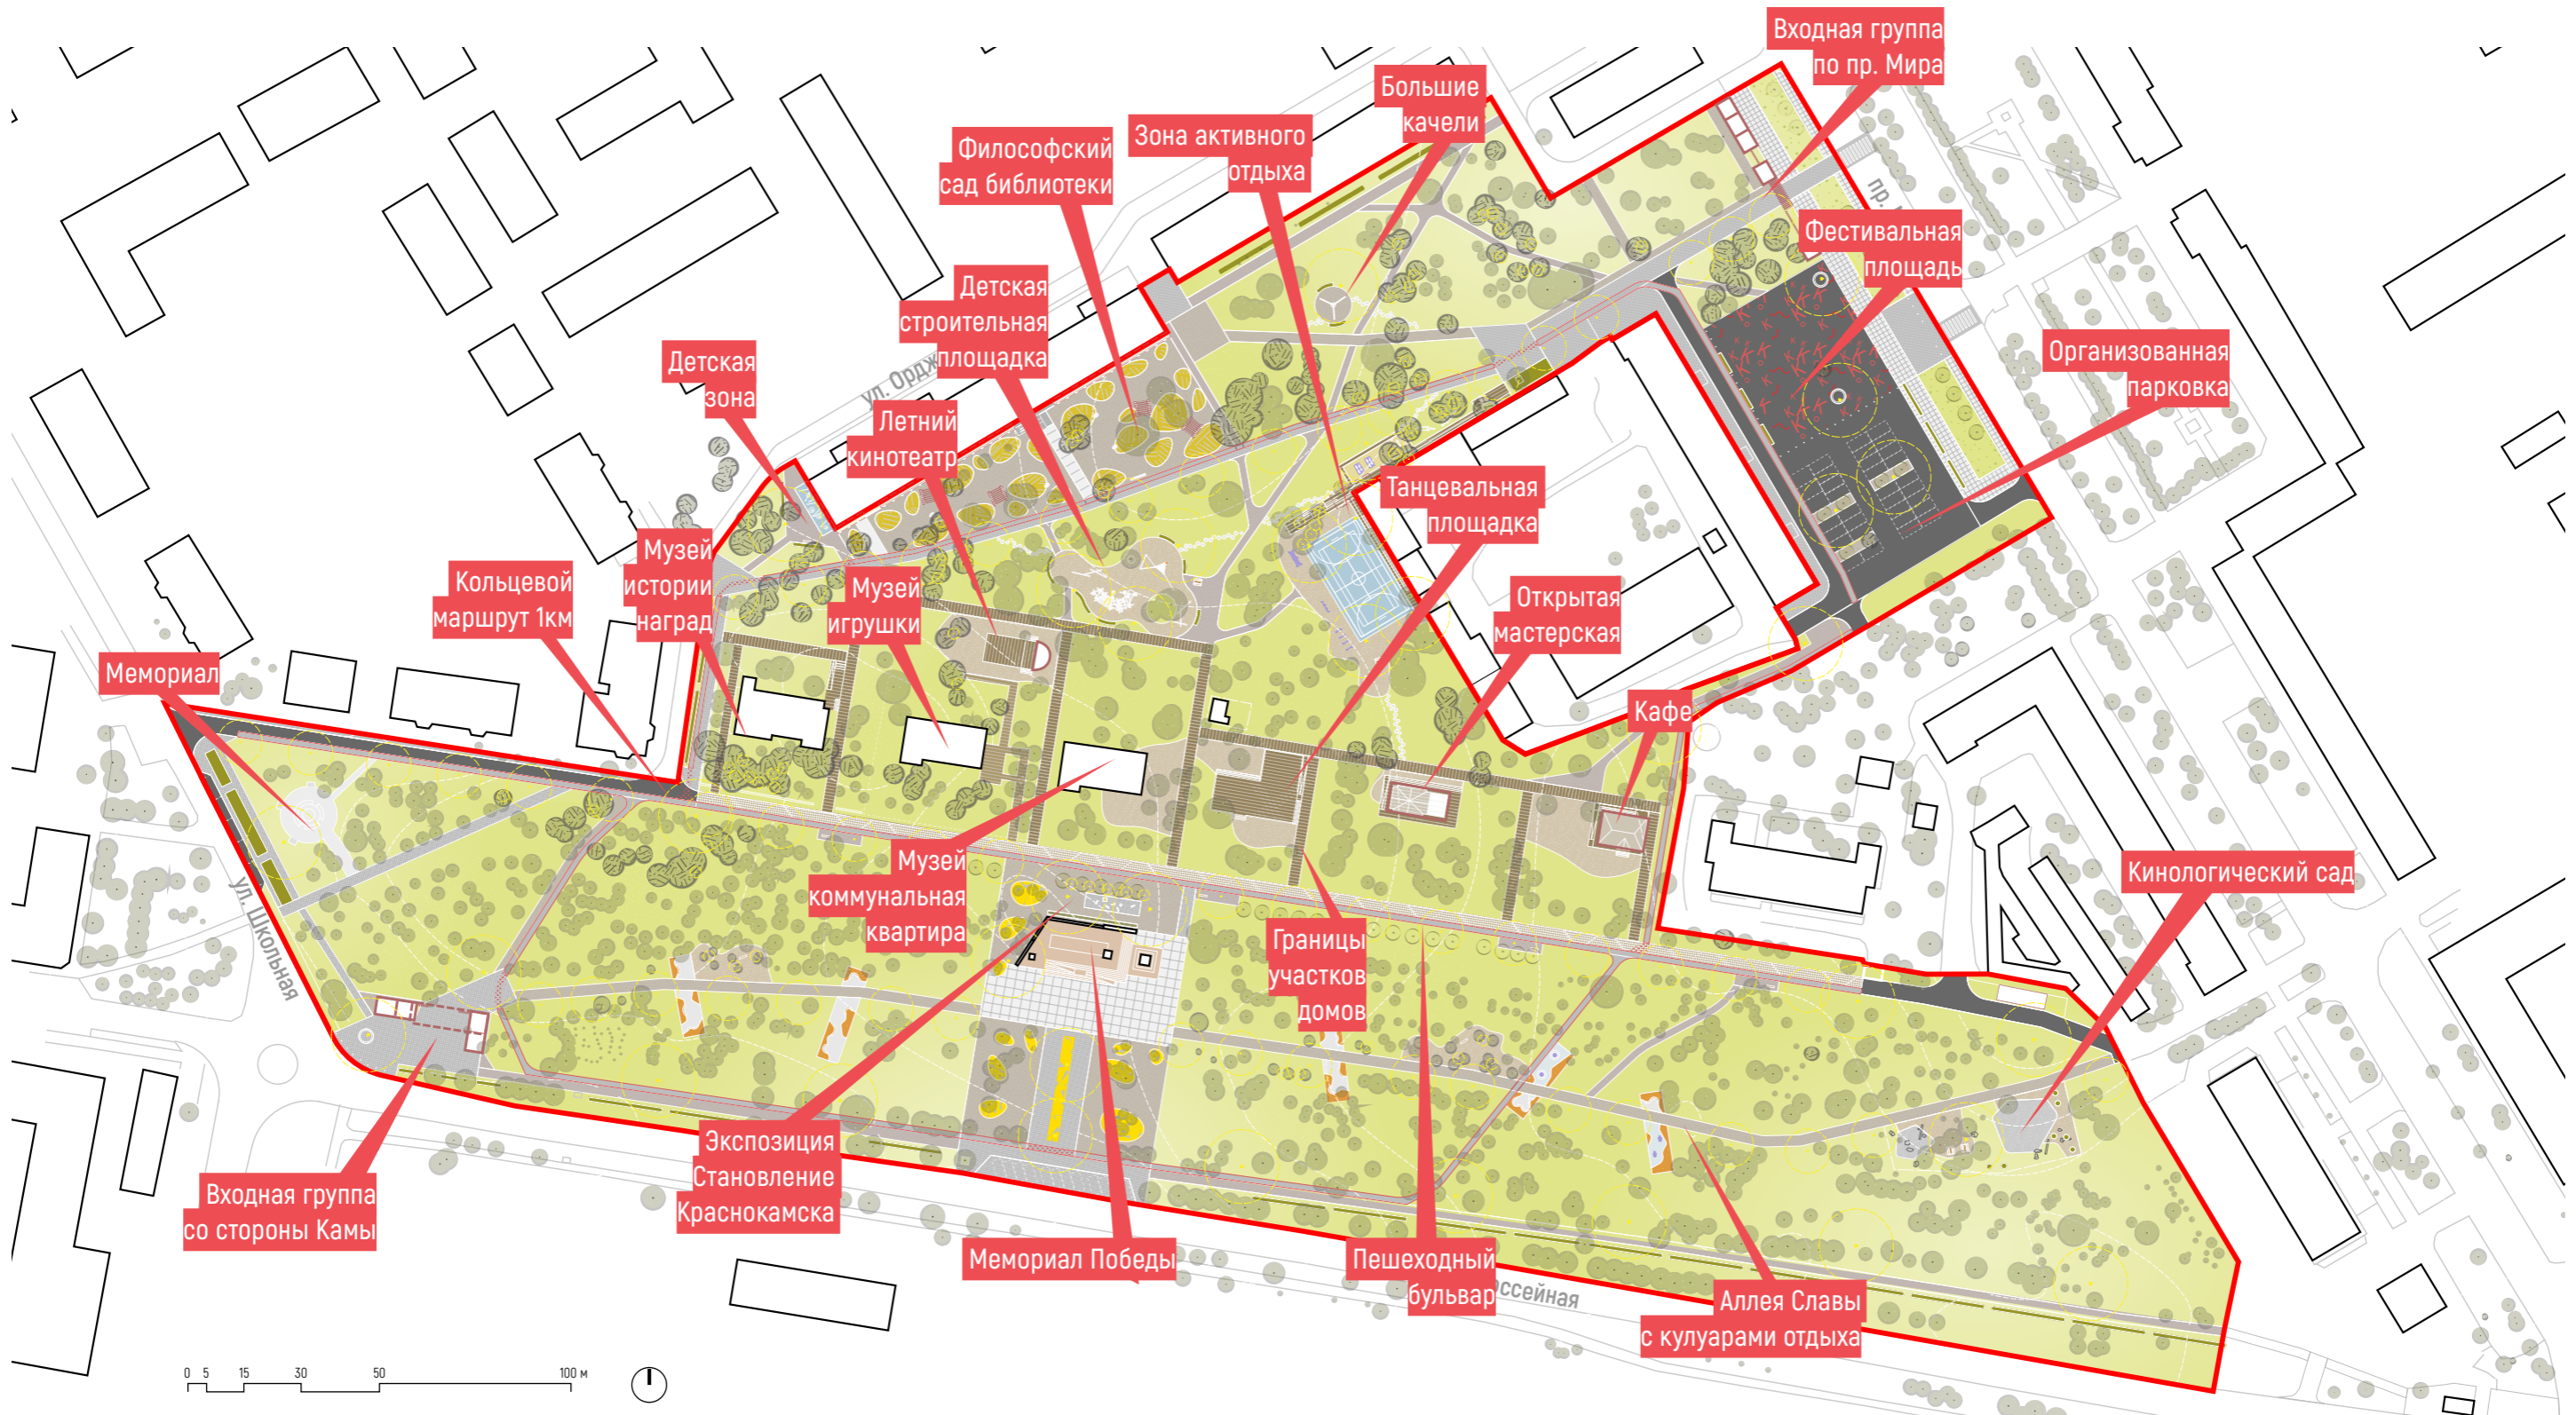 Входная группа
по пр. Мира
Большие
качели
Зона активного
отдыха
Философский
сад библиотеки
пр.
Фестивальная
площадь
Детская
строительная
площадка
Организованная
парковка
Детская
зона
ул. Ордж
Летний
кинотеатр
Танцевальная
площадка
Музей
истории
наград
Кольцевой
маршрут 1км
Музей
игрушки
Открытая
мастерская
Мемориал
Кафе
Музей
коммунальная
квартира
Кинологический сад
ул. Школьная
Границы
участков
домов
Экспозиция
Становление
Краснокамска
Входная группа
со стороны Камы
Мемориал Победы
Пешеходный
бульвар
ссейная
Аллея Славы
с кулуарами отдыха
0 5 15 30 50 100 м